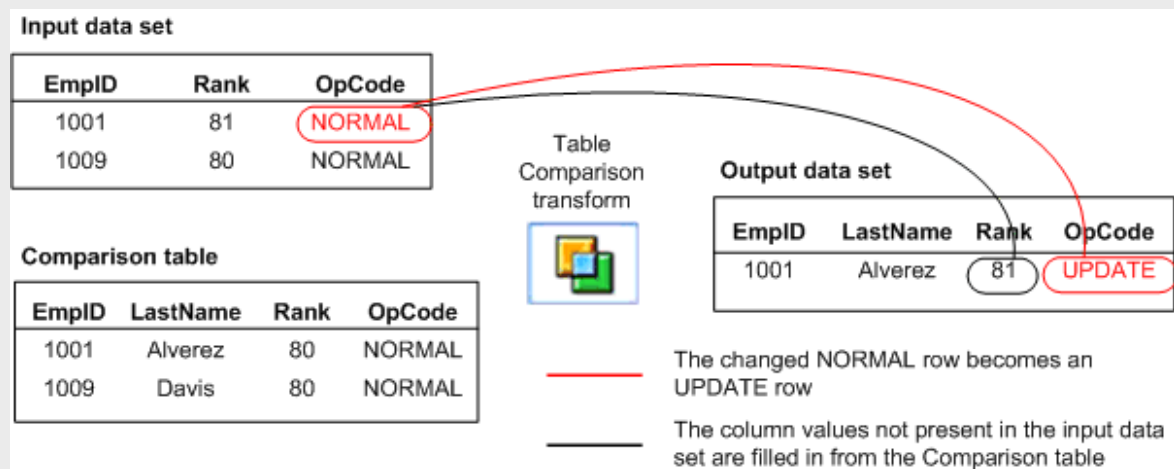 Input data set
EmpID Rank OpCode
1001 81 NORMAL
1009 80 NORMAL
Comparison table
EmpID LastName Rank OpCode
1001 Alverez 80 NORMAL
1009 Davis 80 NORMAL
Table
Comparison
transform
Output data set
EmpID LastName Rank OpCode
1001 Alverez 81 UPDATE
The changed NORMAL row becomes an
UPDATE row
The column values not present in the input data
set are filled in from the Comparison table